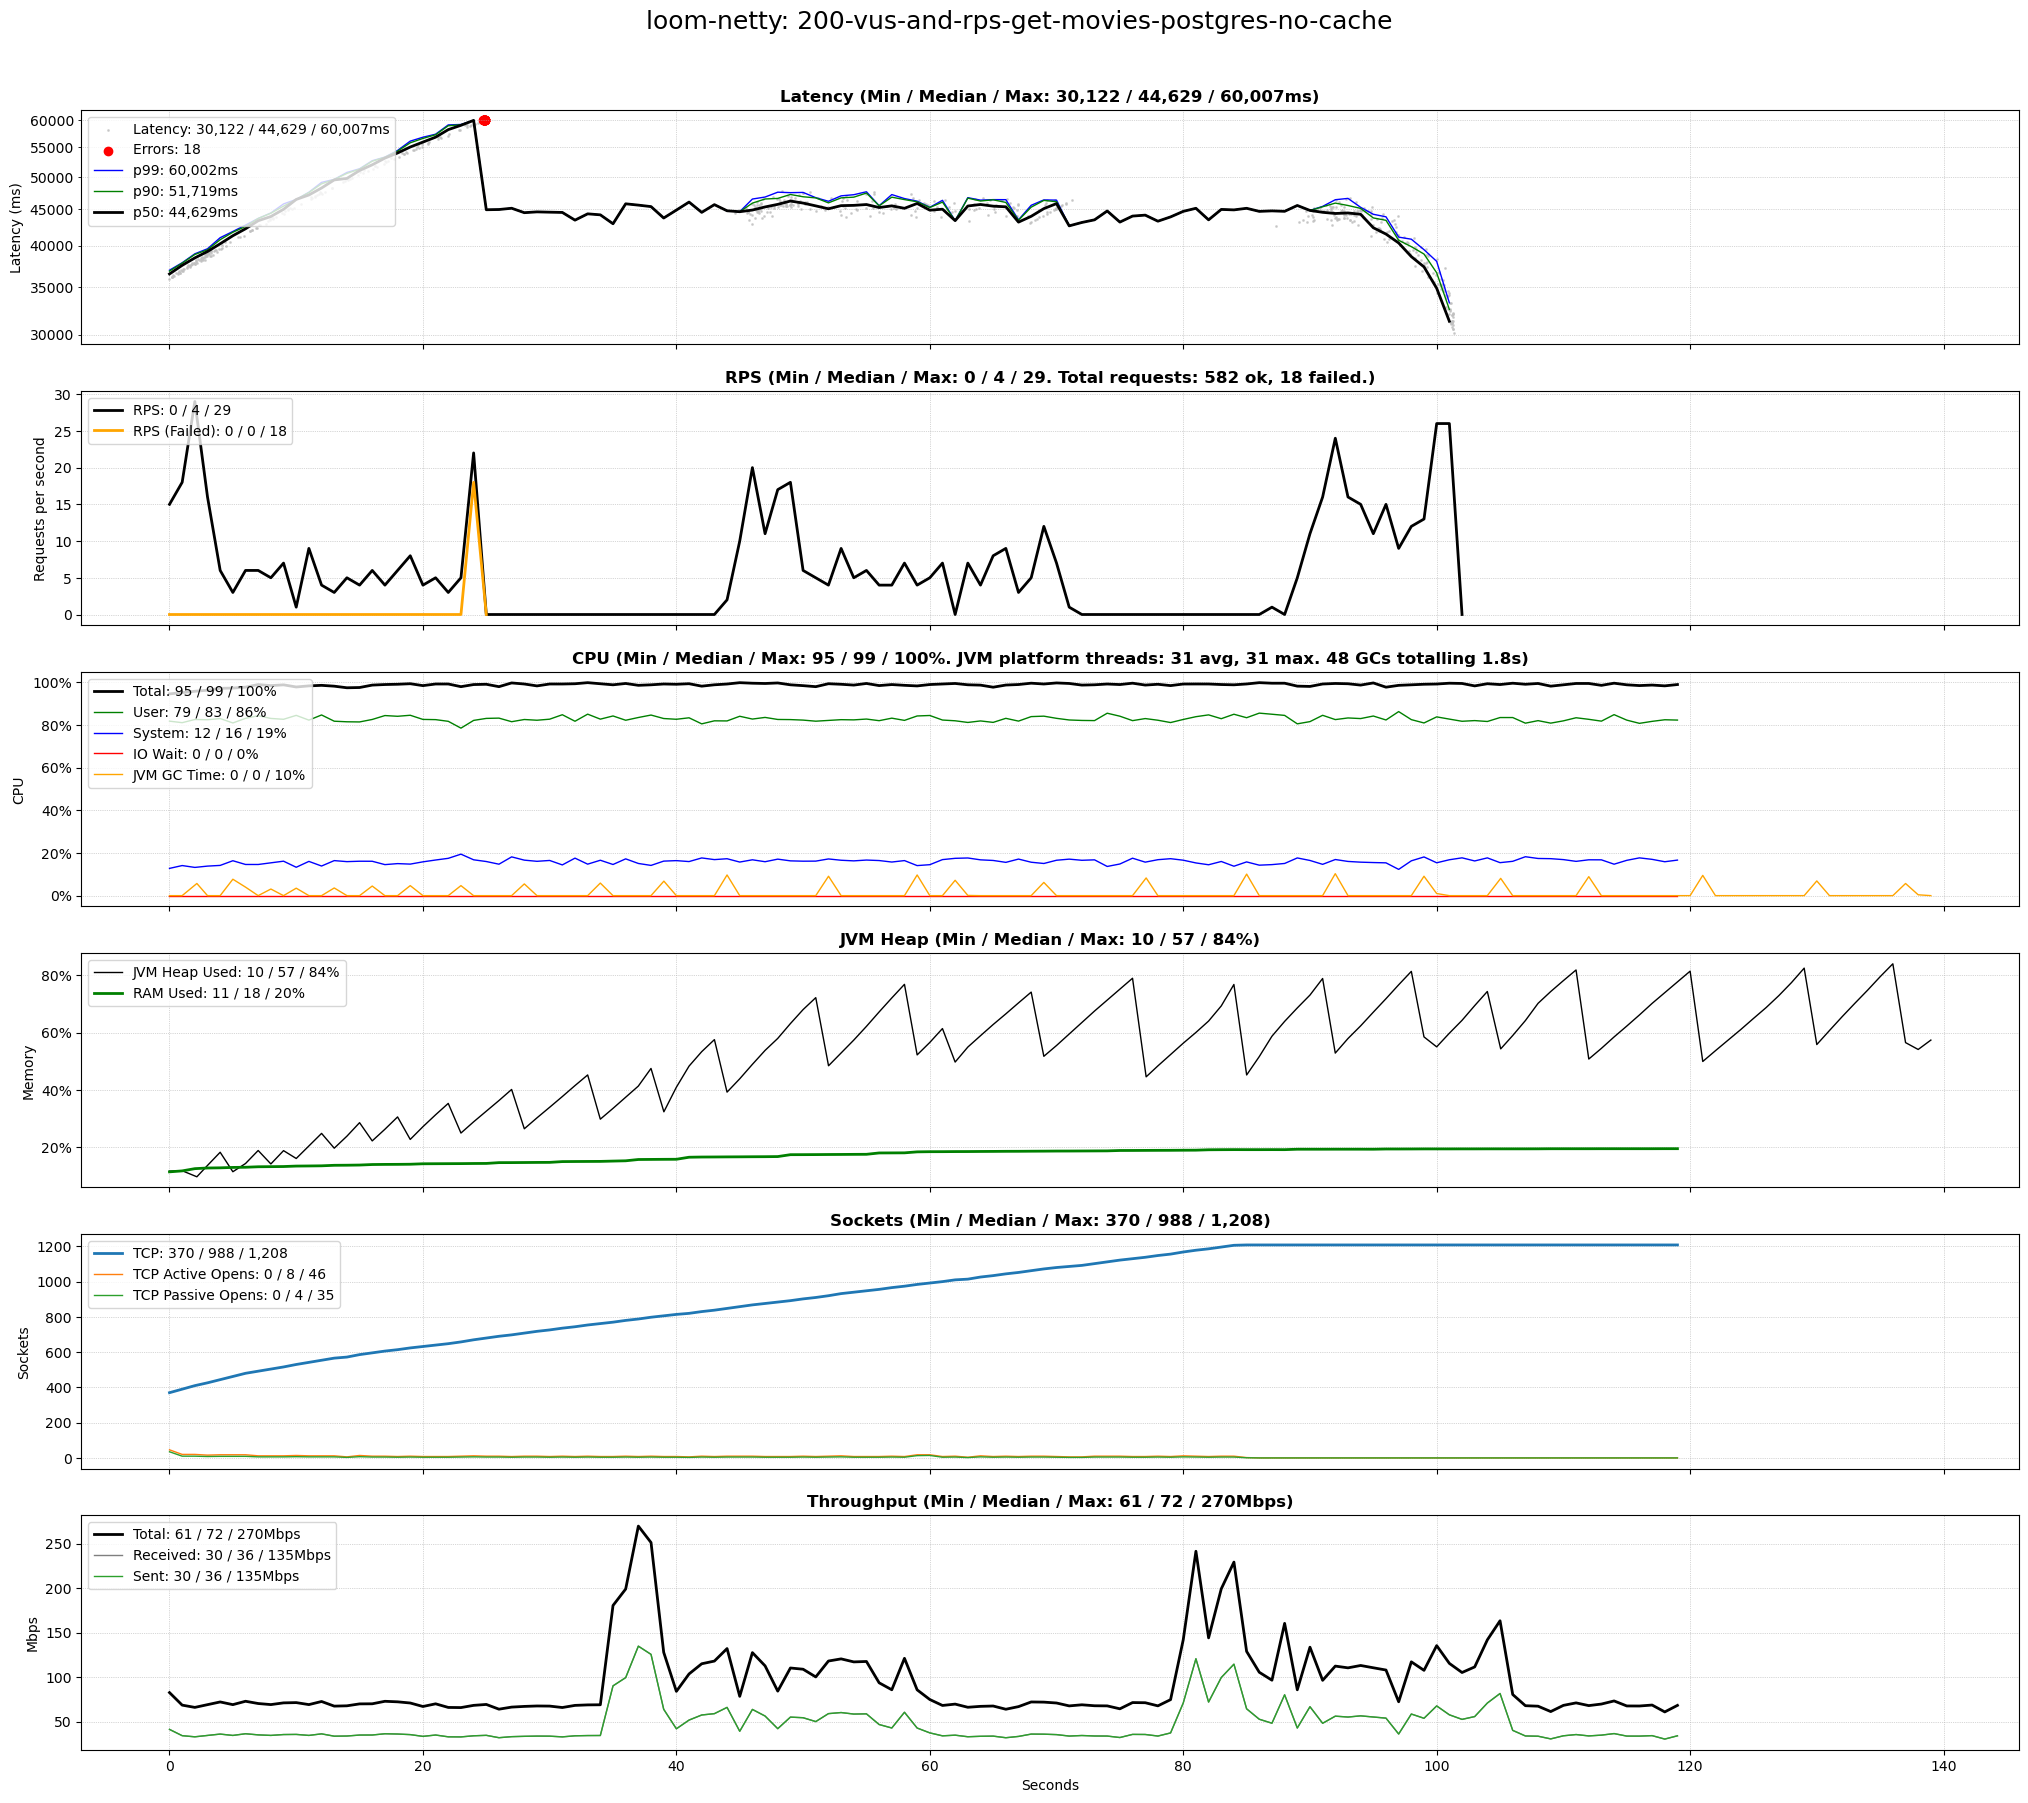 loom-netty: 200-vus-and-rps-get-movies-postgres-no-cache
Latency (Min / Median / Max: 30,122 / 44,629 / 60,007ms)
Latency (ms)
60000
55000
50000
45000
40000
35000
30000
Latency: 30,122 / 44,629 / 60,007ms
Errors: 18
p99: 60,002ms
p90: 51,719ms
p50: 44,629ms
RPS (Min / Median / Max: 0 / 4 / 29. Total requests: 582 ok, 18 failed.)
Requests per second
30
25
20
15
10
5
0
RPS: 0 / 4 / 29
RPS (Failed): 0 / 0 / 18
CPU (Min / Median / Max: 95 / 99 / 100%. JVM platform threads: 31 avg, 31 max. 48 GCs totalling 1.8s)
CPU
100%
80%
60%
40%
20%
0%
Total: 95 / 99 / 100%
User: 79 / 83 / 86%
System: 12 / 16 / 19%
IO Wait: 0 / 0 / 0%
JVM GC Time: 0 / 0 / 10%
JVM Heap (Min / Median / Max: 10 / 57 / 84%)
Memory
80%
60%
40%
20%
JVM Heap Used: 10 / 57 / 84%
RAM Used: 11 / 18 / 20%
Sockets (Min / Median / Max: 370 / 988 / 1,208)
Sockets
1200
1000
800
600
400
200
0
TCP: 370 / 988 / 1,208
TCP Active Opens: 0 / 8 / 46
TCP Passive Opens: 0 / 4 / 35
Throughput (Min / Median / Max: 61 / 72 / 270Mbps)
Mbps
250
200
150
100
50
Total: 61 / 72 / 270Mbps
Received: 30 / 36 / 135Mbps
Sent: 30 / 36 / 135Mbps
0
20
40
60
80
100
120
140
Seconds